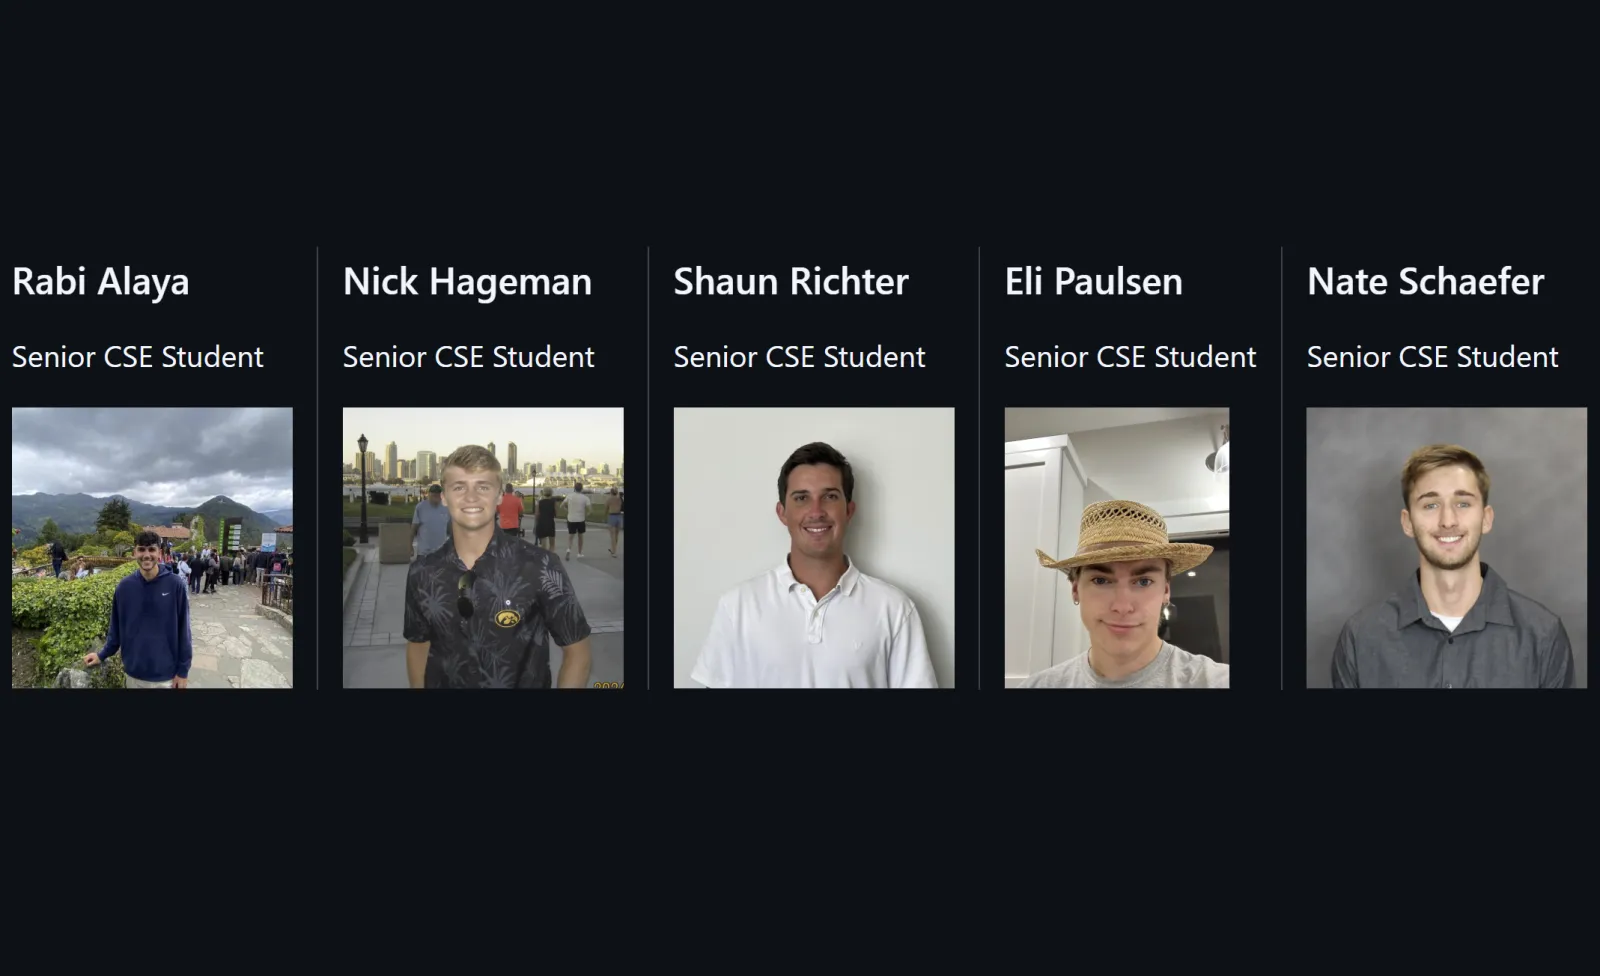 Rabi Alaya
Senior CSE Student
Nick Hageman
Senior CSE Student
Shaun Richter
Senior CSE Student
Eli Paulsen
Senior CSE Student
Nate Schaefer
Senior CSE Student